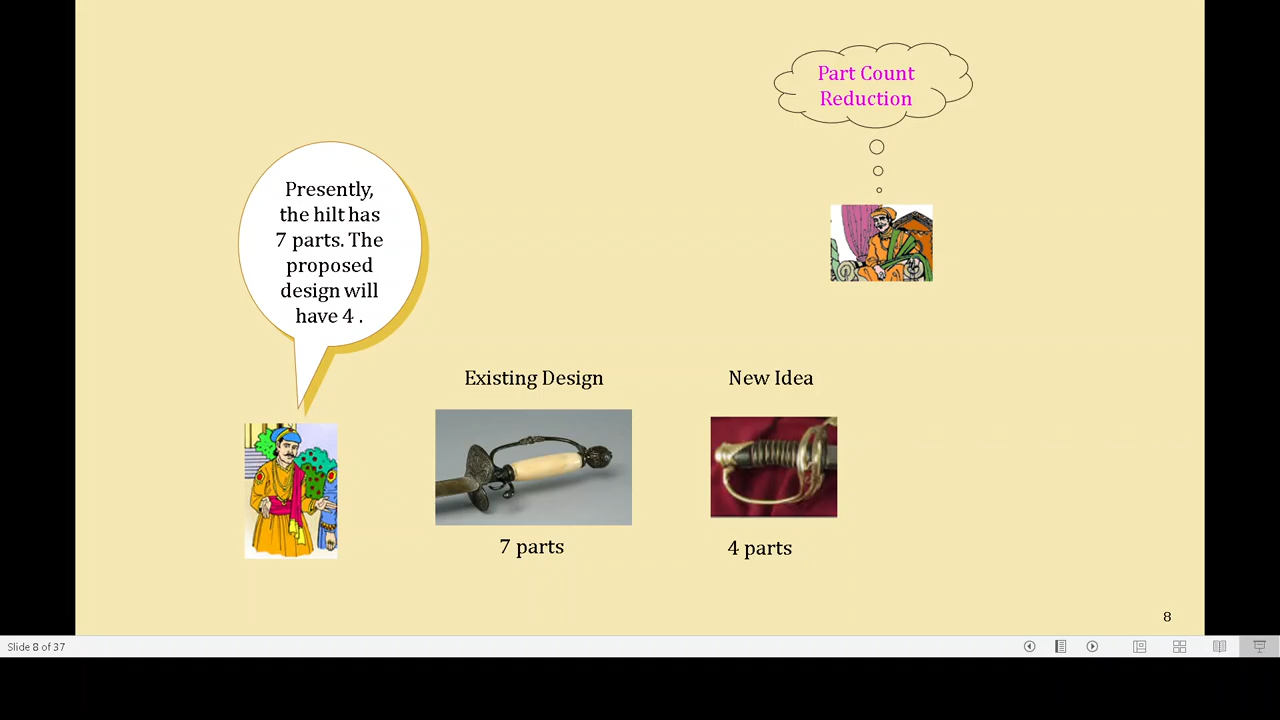 Part Count
Reduction
Presently,
the hilt has
7 parts. The
proposed
design will
have 4 .
Existing Design
New Idea
7 parts
4 parts
8
Slide 8 of 37